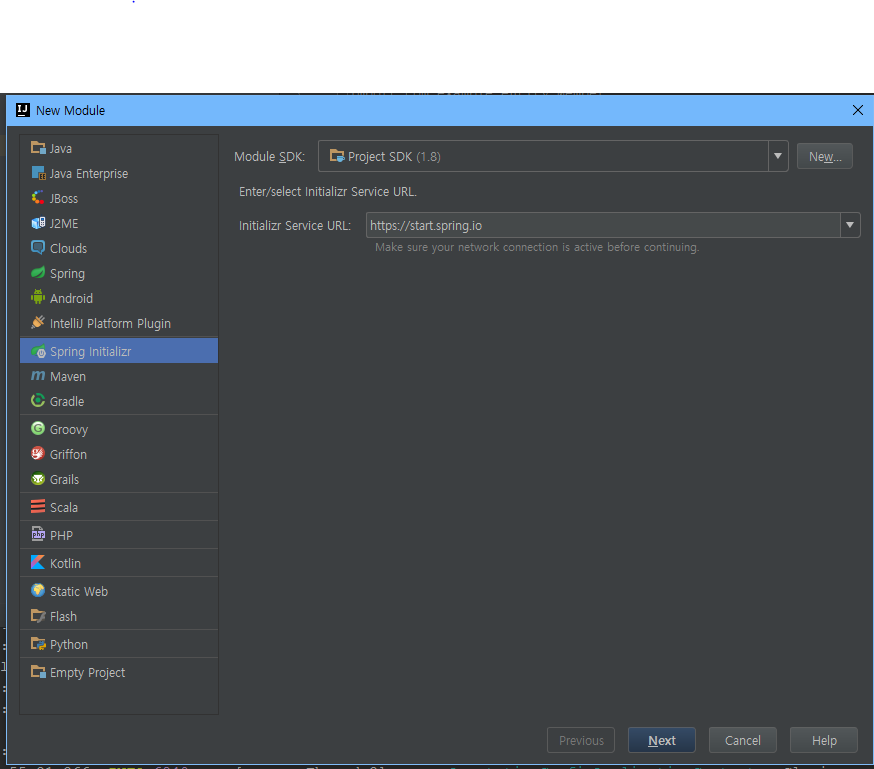 New Module
Java
Java Enterprise
JBoss
J2ME
Clouds
Spring
Android
IntelliJ Platform Plugin
Spring Initializr
Maven
Gradle
Groovy
Griffon
Grails
Scala
PHP
Kotlin
Static Web
Flash
Python
Empty Project
Module SDK: Project SDK (1.8) New...
Enter/select Initializr Service URL.
Initializr Service URL: https://start.spring.io
Make sure your network connection is active before continuing.
Previous Next Cancel Help